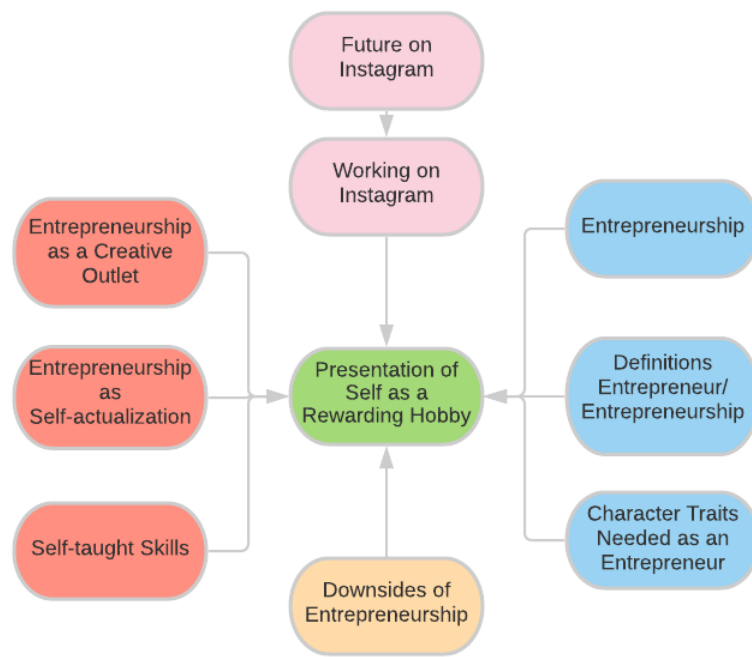 Future on
Instagram
Working on
Instagram
Entrepreneurship
as a Creative
Outlet
Entrepreneurship
as
Self-actualization
Self-taught Skills
Presentation of
Self as a
Rewarding Hobby
Downsides of
Entrepreneurship
Entrepreneurship
Definitions
Entrepreneur/
Entrepreneurship
Character Traits
Needed as an
Entrepreneur